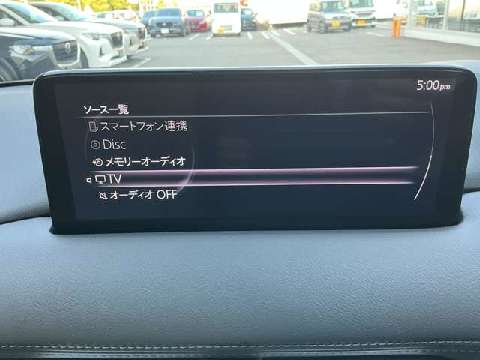 5:00pm
ソース一覧
スマートフォン連携
Disc
メモリーオーディオ
TV
オーディオ OFF